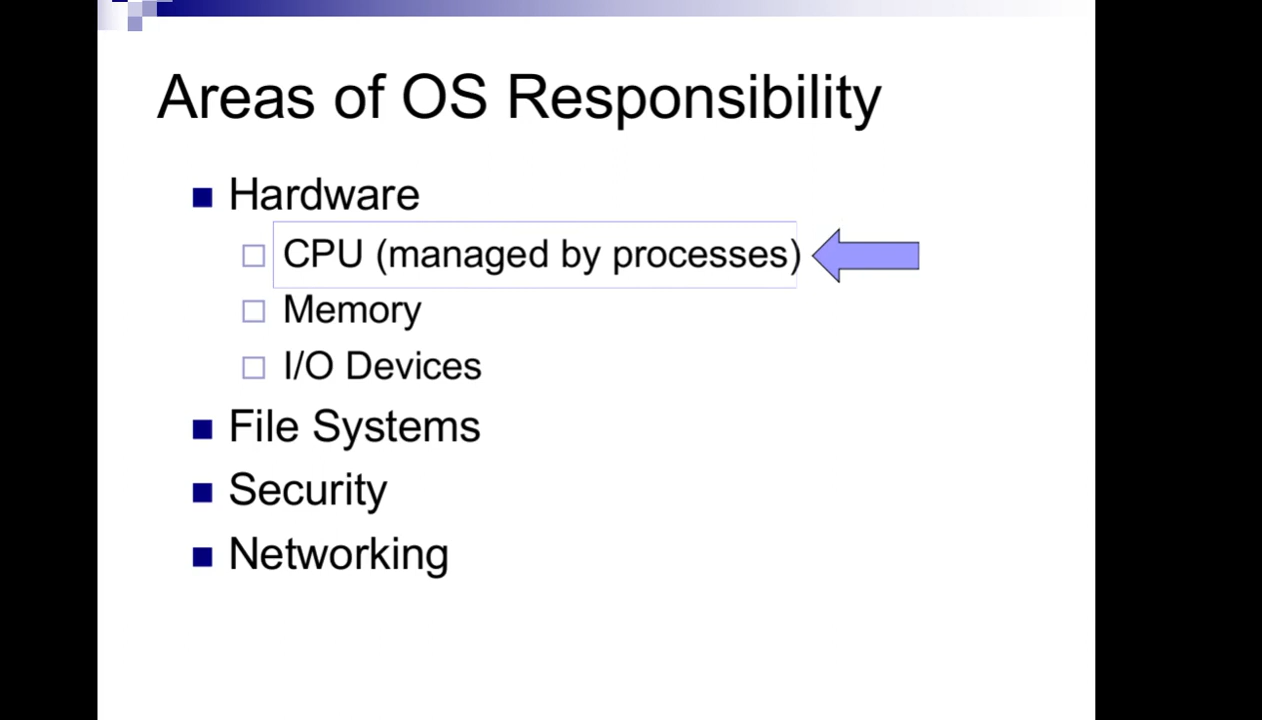 Areas of OS Responsibility
Hardware
CPU (managed by processes)
Memory
I/O Devices
File Systems
Security
Networking